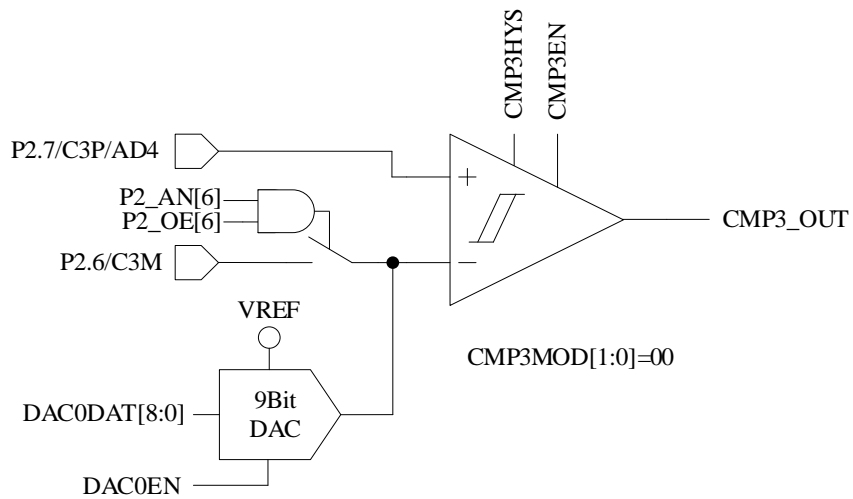 CMP3HYS
CMP3EN
P2.7/C3P/AD4
+
P2_AN[6]
P2_OE[6]
CMP3_OUT
P2.6/C3M
−
VREF
CMP3MOD[1:0]=00
9Bit
DAC
DAC0DAT[8:0]
DAC0EN